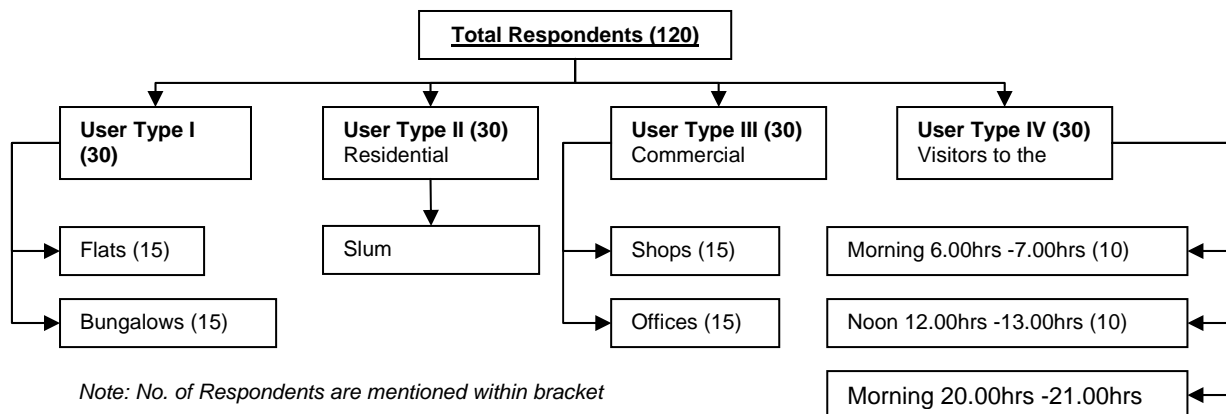 Total Respondents (120)
User Type I
(30)
User Type II (30)
Residential
User Type III (30)
Commercial
User Type IV (30)
Visitors to the
Flats (15)
Slum
Shops (15)
Morning 6.00hrs -7.00hrs (10)
Bungalows (15)
Offices (15)
Noon 12.00hrs -13.00hrs (10)
Note: No. of Respondents are mentioned within bracket
Morning 20.00hrs -21.00hrs